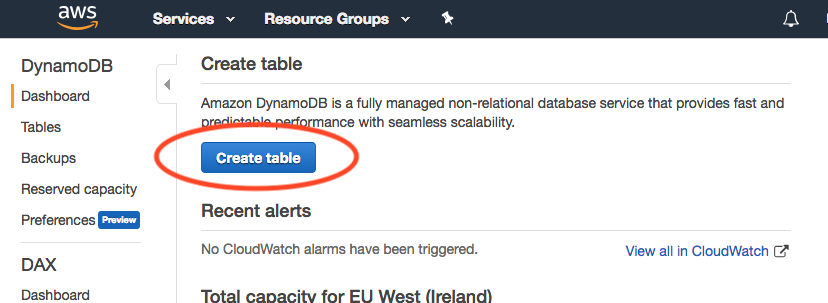 aws Services Resource Groups
DynamoDB
Dashboard
Tables
Backups
Reserved capacity
Preferences Preview
DAX
Dashboard
Create table
Amazon DynamoDB is a fully managed non-relational database service that provides fast and
predictable performance with seamless scalability.
Create table
Recent alerts
No CloudWatch alarms have been triggered.
View all in CloudWatch
Total capacity for EU West (Ireland)